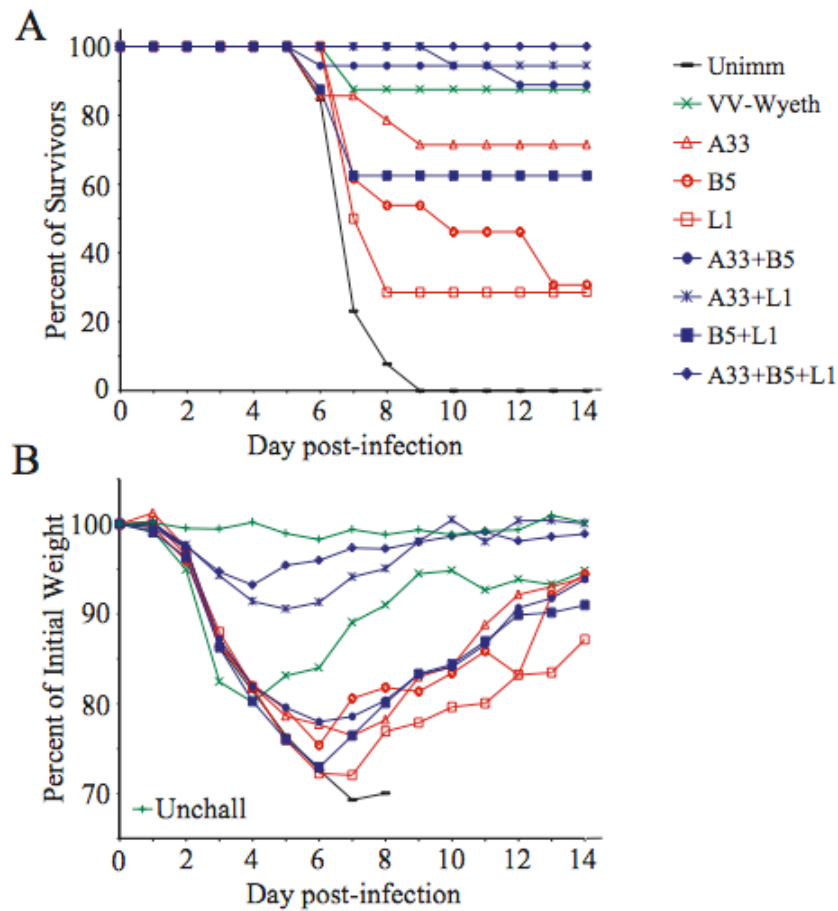 A
Percent of Survivors
100
80
60
40
20
0
0 2 4 6 8 10 12 14
Day post-infection
Unimm
VV-Wyeth
A33
B5
L1
A33+B5
A33+L1
B5+L1
A33+B5+L1
B
Percent of Initial Weight
100
90
80
70
Unchall
0 2 4 6 8 10 12 14
Day post-infection